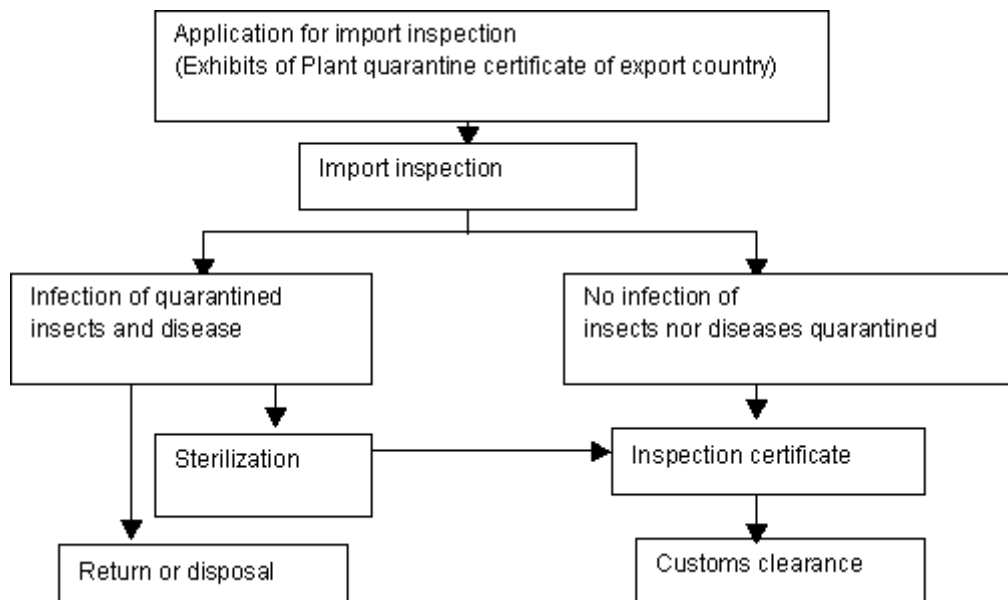 Application for import inspection
(Exhibits of Plant quarantine certificate of export country)
Import inspection
Infection of quarantined
insects and disease
No infection of
insects nor diseases quarantined
Sterilization
Inspection certificate
Return or disposal
Customs clearance